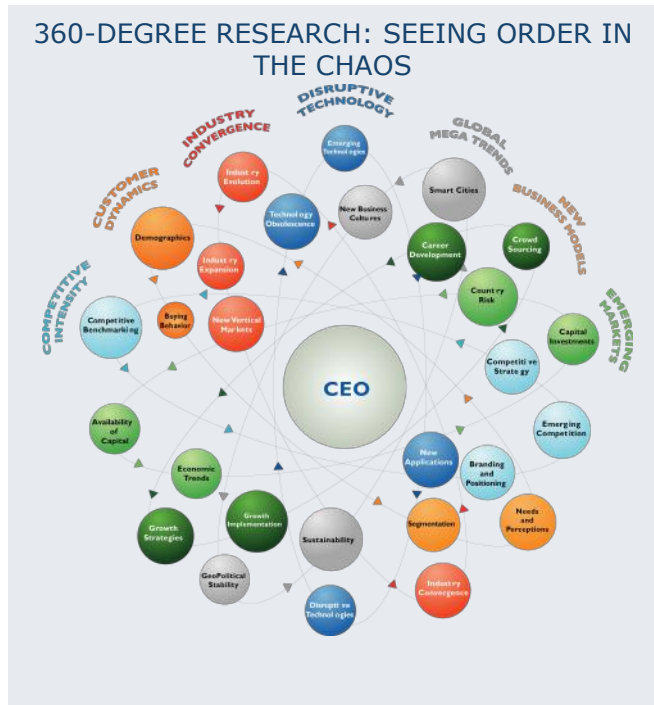 360-DEGREE RESEARCH: SEEING ORDER IN
THE CHAOS
DISRUPTIVE
TECHNOLOGY
INDUSTRY
CONVERGENCE
GLOBAL
MEGA TRENDS
CUSTOMER
DYNAMICS
NEW
BUSINESS MODELS
COMPETITIVE
INTENSITY
EMERGING
MARKETS
Emerging
Technologies
Industry
Evolution
Smart Cities
Technology
Obsolescence
New Business
Cultures
Demographics
Career
Development
Crowd
Sourcing
Industry
Expansion
Country
Risk
Competitive
Benchmarking
Buying
Behavior
New Vertical
Markets
Capital
Investments
Competitive
Strategy
CEO
Availability
of
Capital
Emerging
Competition
Economic
Trends
New
Applications
Branding
and
Positioning
Growth
Strategies
Growth
Implementation
Sustainability
Segmentation
Needs
and
Perceptions
GeoPolitical
Stability
Disruptive
Technologies
Industry
Convergence